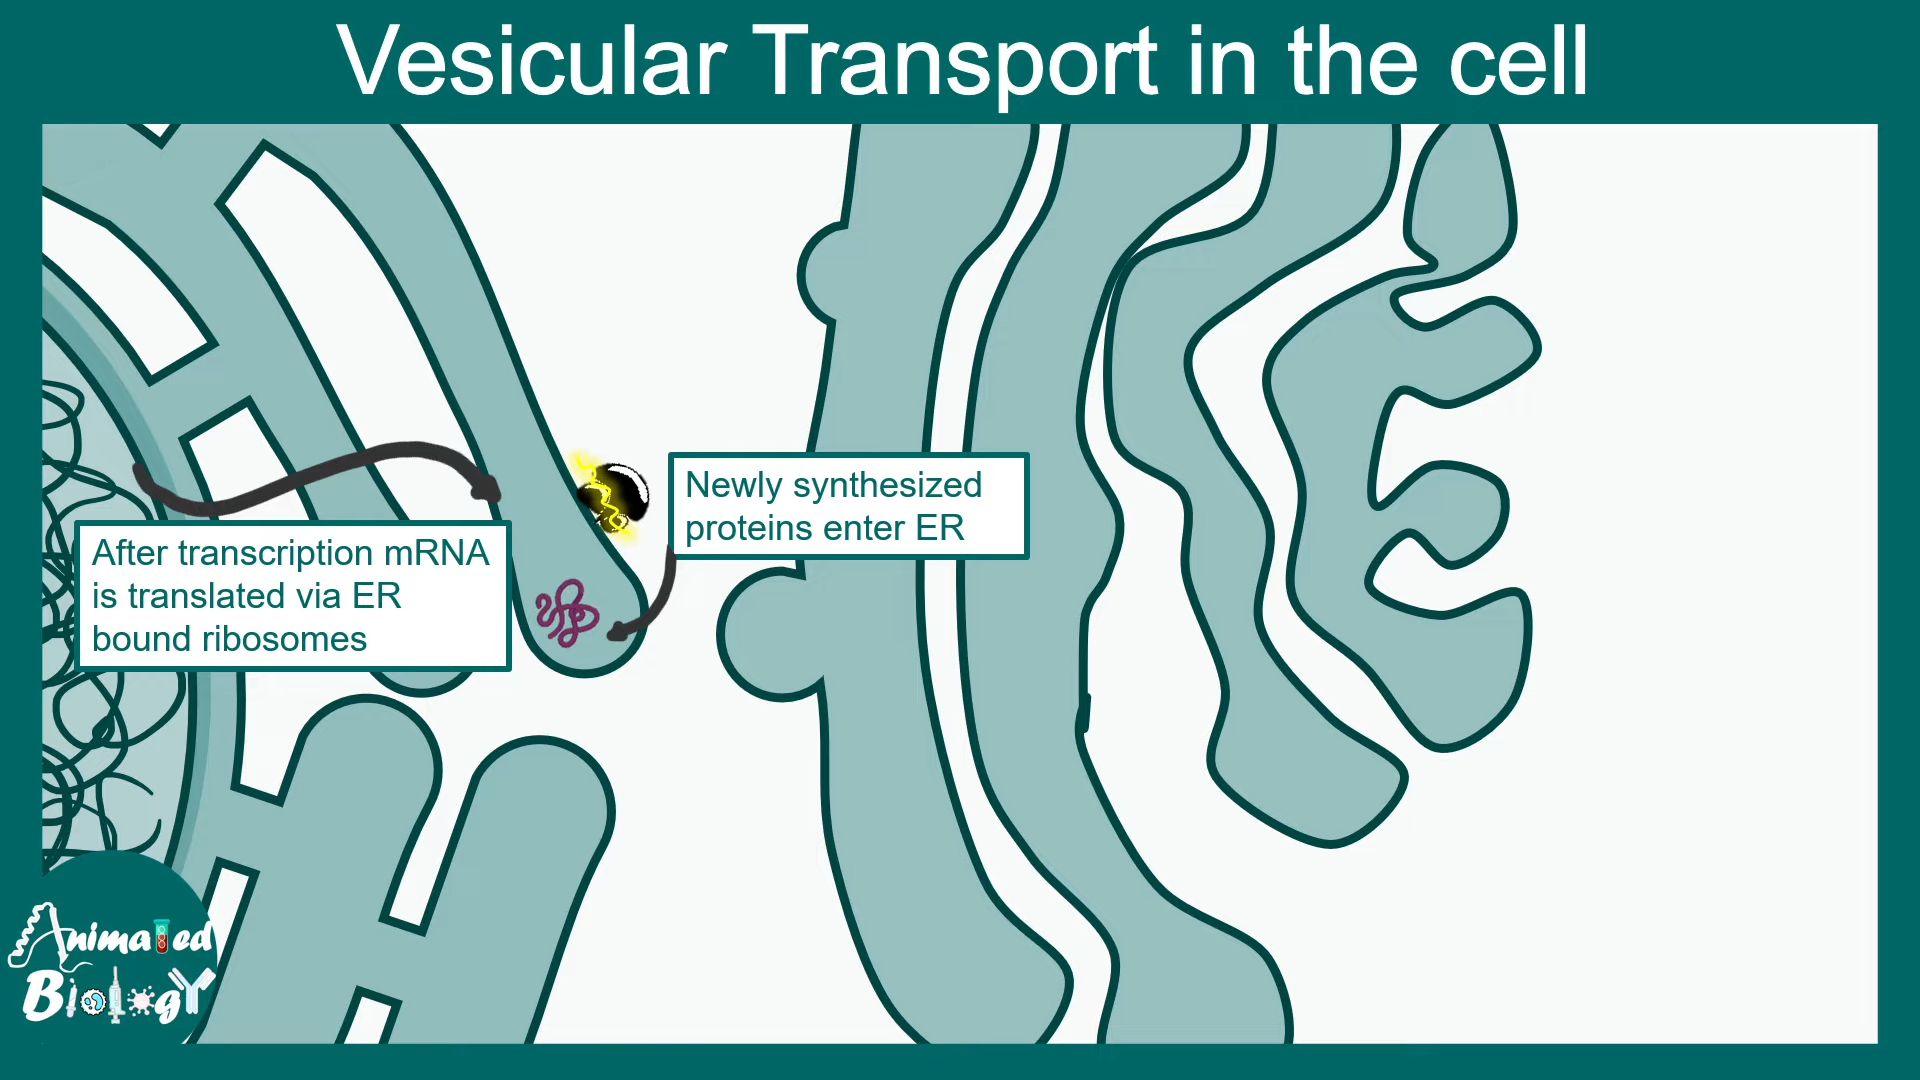 Vesicular Transport in the cell
Newly synthesized
proteins enter ER
After transcription mRNA
is translated via ER
bound ribosomes
Animated
Biology